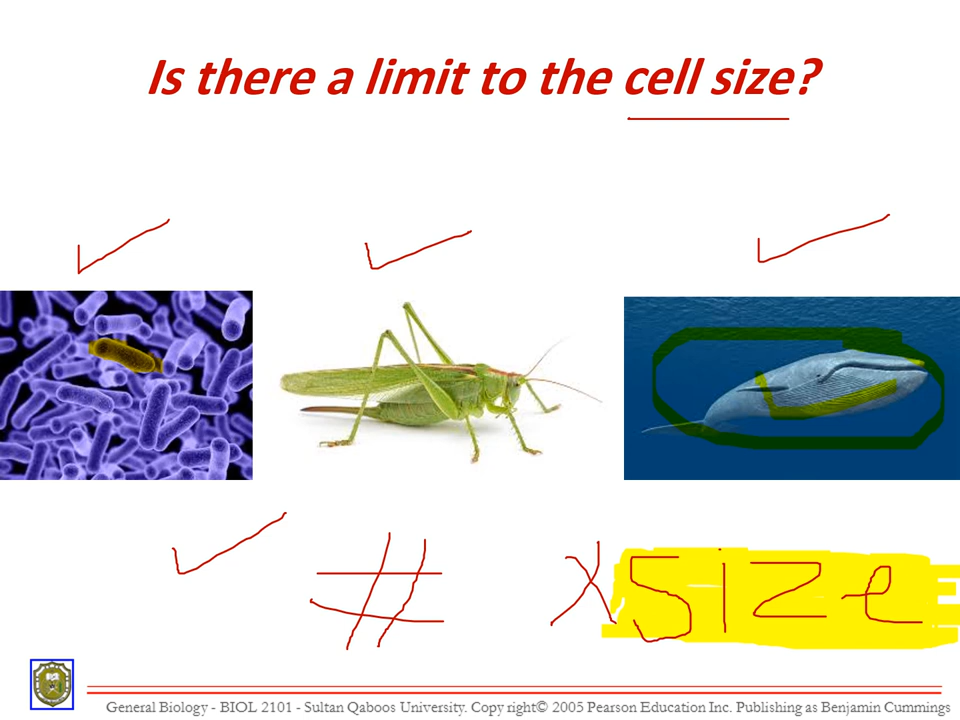 Is there a limit to the cell size?
# x size
General Biology - BIOL 2101 - Sultan Qaboos University. Copy right© 2005 Pearson Education Inc. Publishing as Benjamin Cummings